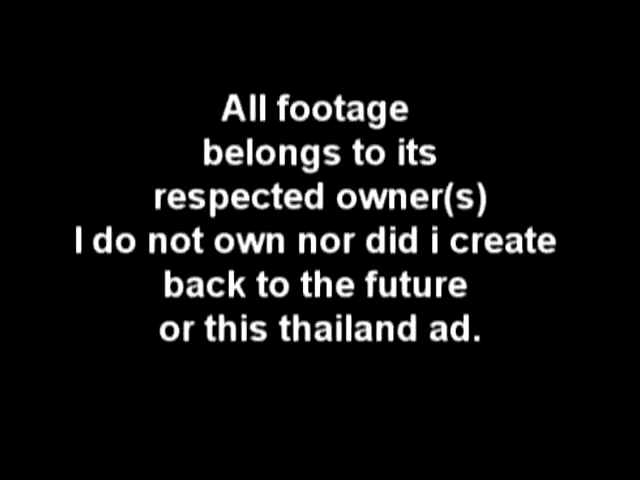 All footage
belongs to its
respected owner(s)
I do not own nor did i create
back to the future
or this thailand ad.